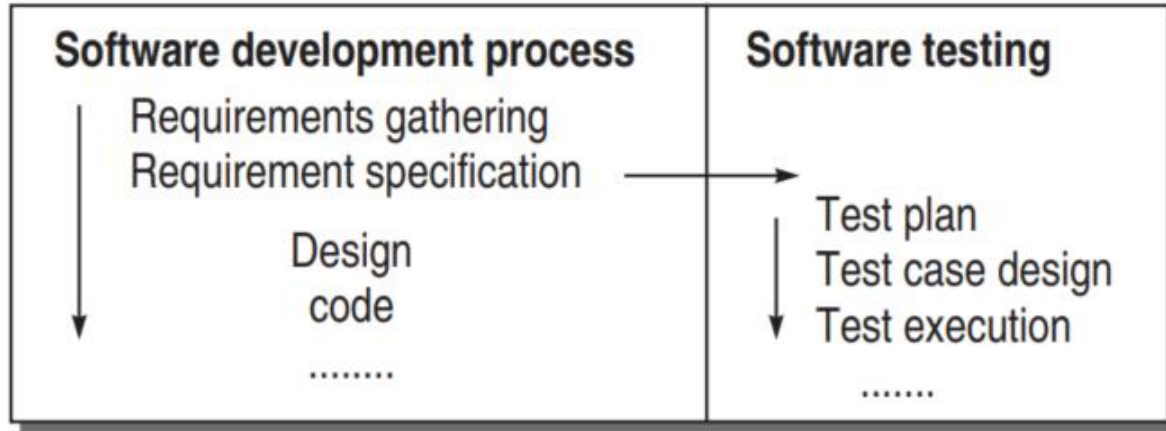 Software development process
Requirements gathering
Requirement specification
Design
code
........
Software testing
Test plan
Test case design
Test execution
.......